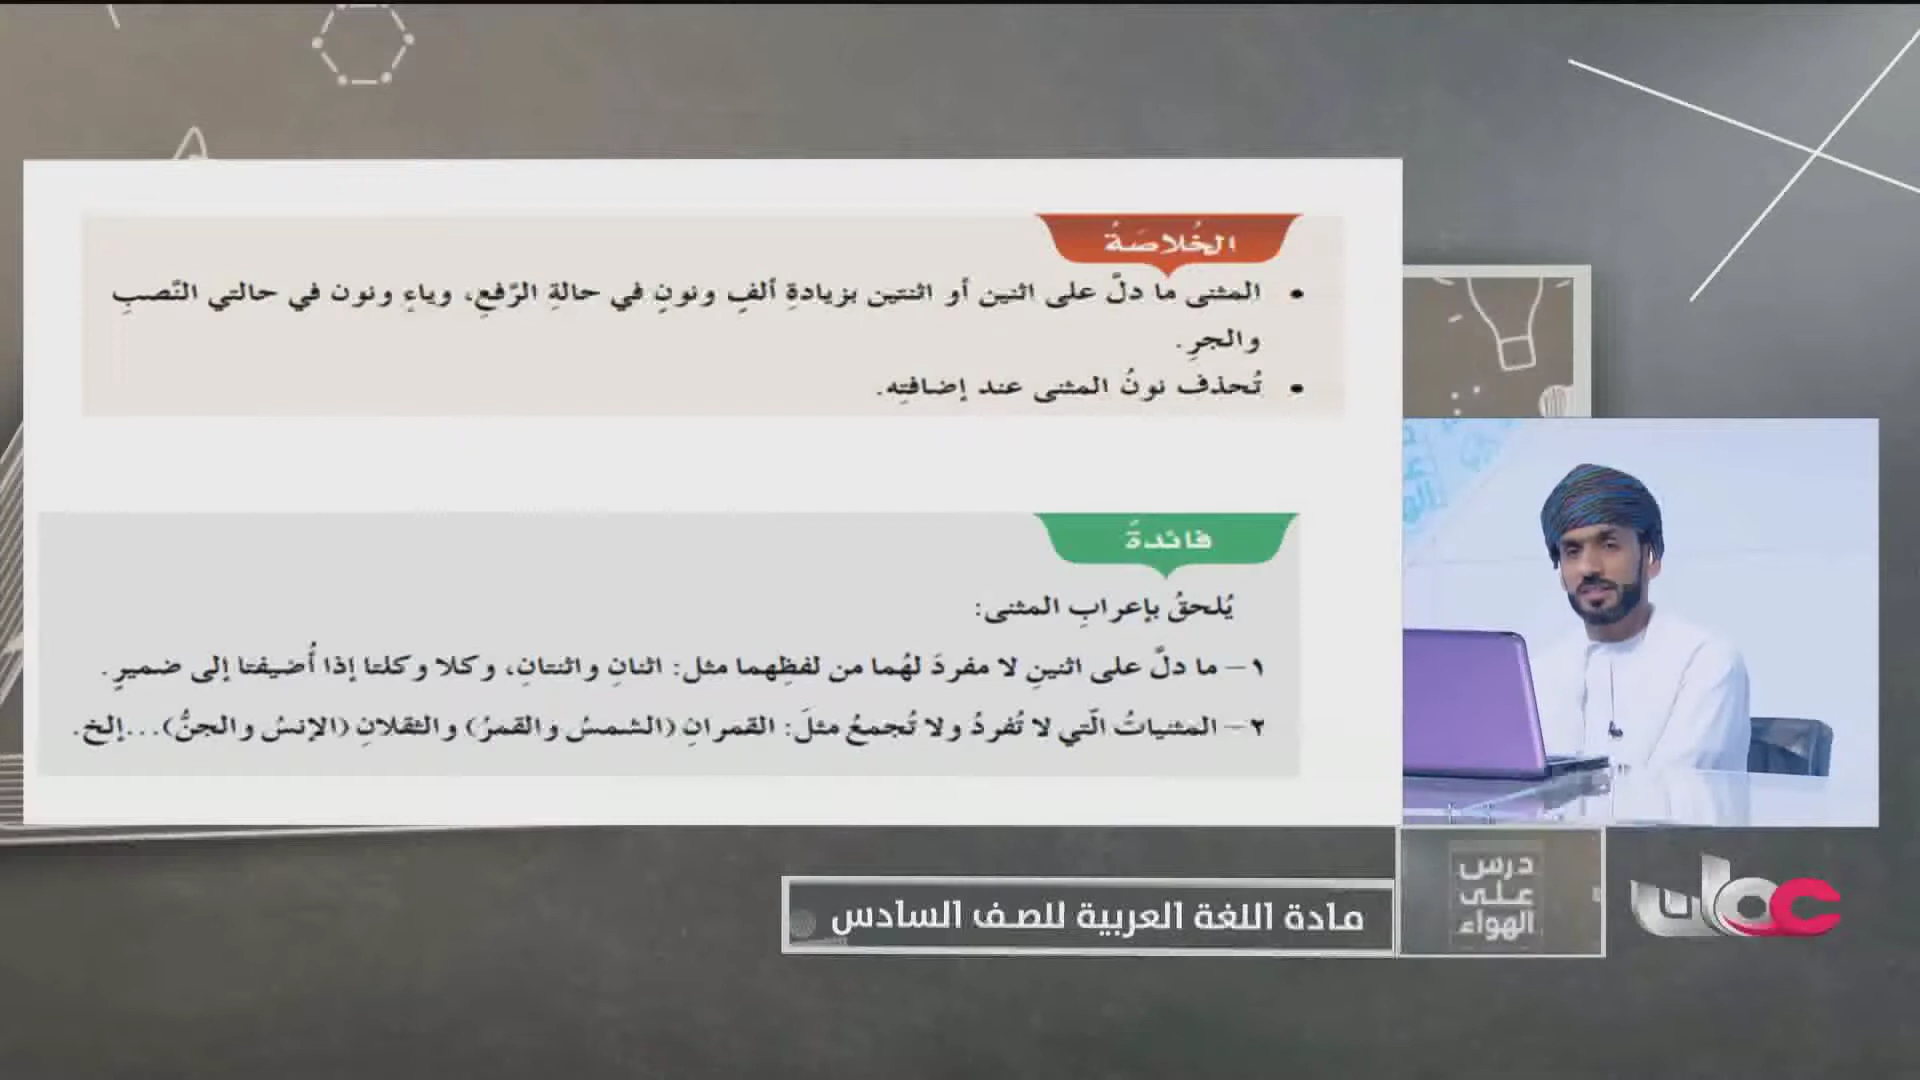 الخُلاصَةُ
• المثنى ما دلَّ على اثنين أو اثنتين بزيادةِ ألفٍ ونونٍ في حالةِ الرّفعِ، وياءٍ ونون في حالتي النّصبِ
والجرِ.
• تُحذف نونُ المثنى عند إضافتِه.
فائدةً
يُلحقُ بإعرابِ المثنى:
١– ما دلَّ على اثنينِ لا مفردَ لهُما من لفظِهما مثل: اثنانِ واثنتانِ، وكلا وكلتا إذا أُضيفتا إلى ضميرٍ.
٢– المثنياتُ الّتي لا تُفردُ ولا تُجمعُ مثلَ: القمرانِ (الشمسُ والقمرُ) والثقلانِ (الإنسُ والجنُّ)...إلخ.
مادة اللغة العربية للصف السادس
درس
على
الهواء